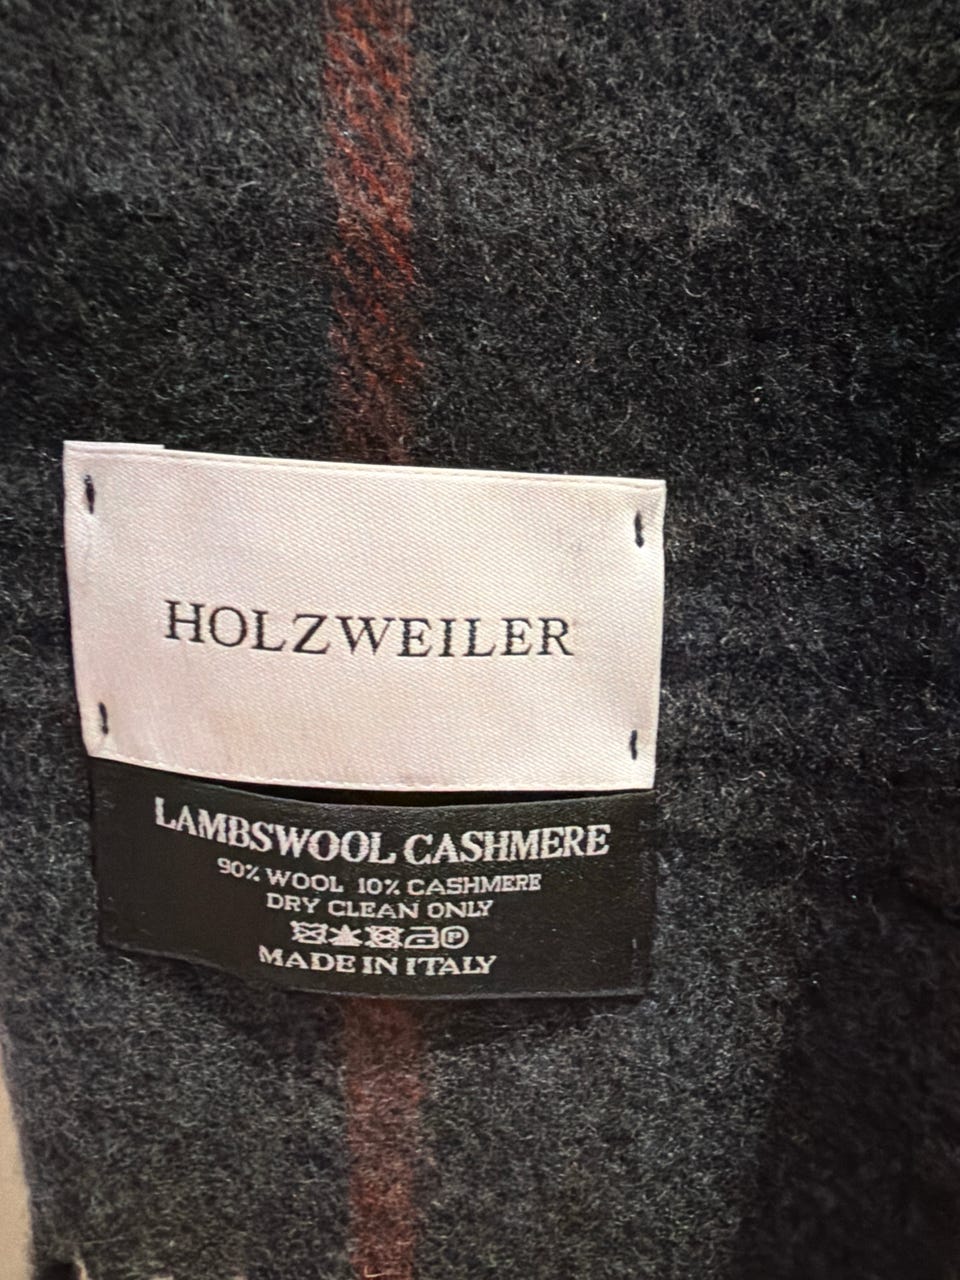 HOLZWEILER
LAMBSWOOL CASHMERE
90% WOOL 10% CASHMERE
DRY CLEAN ONLY
P
MADE IN ITALY